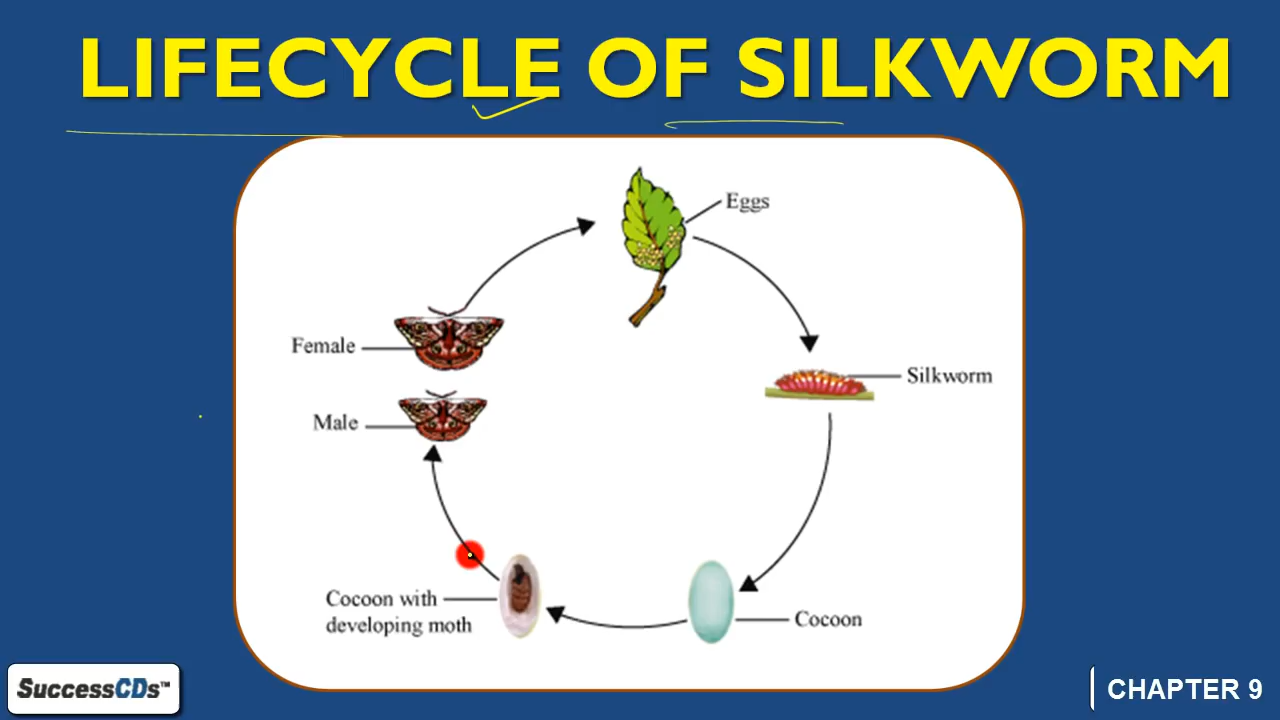 LIFECYCLE OF SILKWORM
Eggs
Female
Silkworm
Male
Cocoon with
developing moth
Cocoon
SuccessCDs™
CHAPTER 9